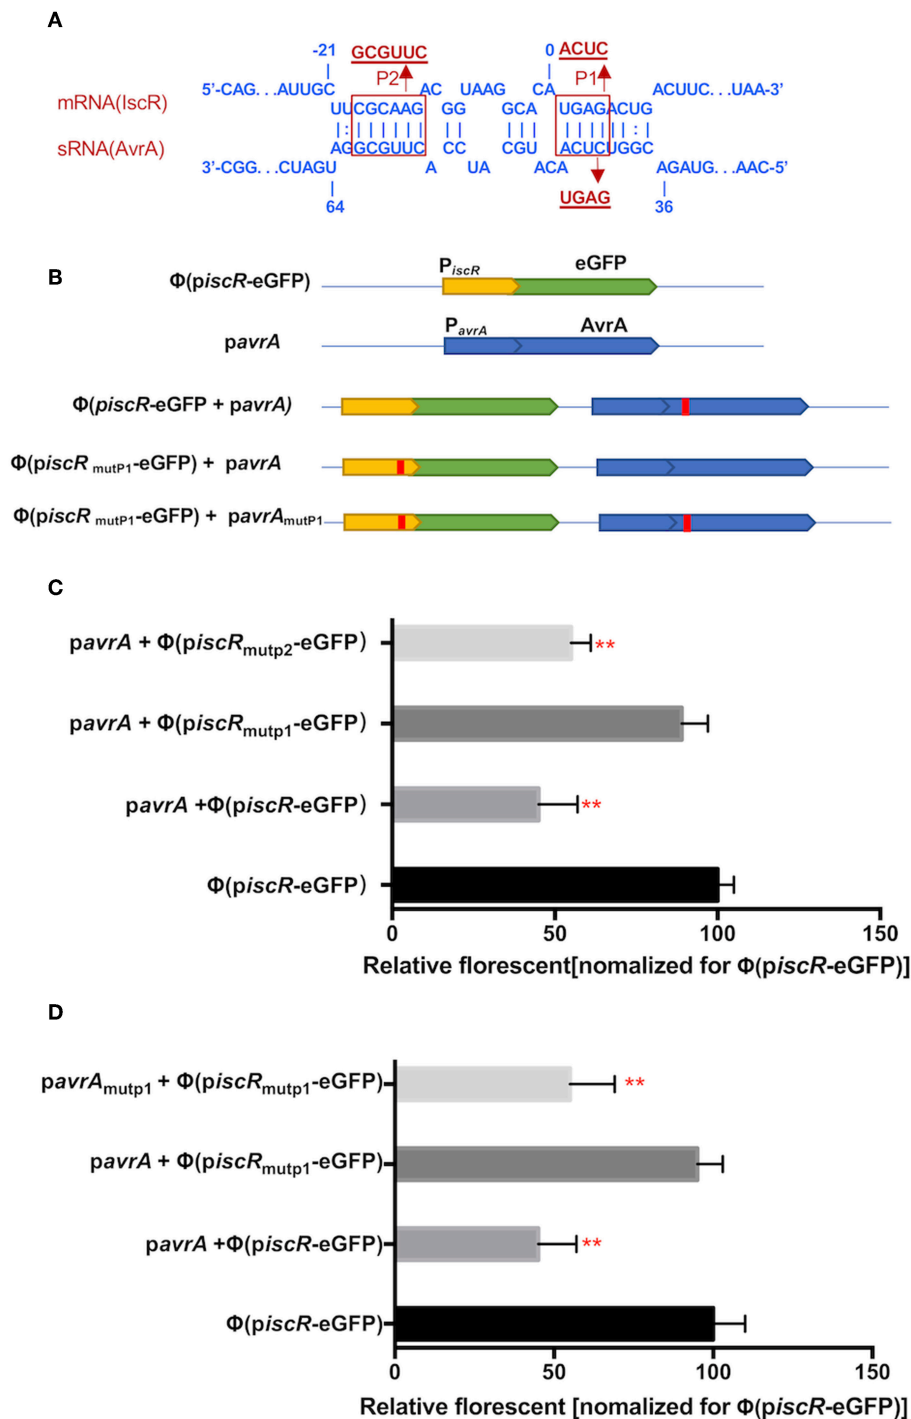 A
-21 GCGUUC 0 ACUC
P2 P1
5'-CAG. . .AUUGC AC UAAG CA ACUUC. . .UAA-3'
mRNA(IscR) UUCGCAAG GG GCA UGAGACUG
sRNA(AvrA) AGGCGUUC CC CGU ACUCUGGC
3'-CGG. . .CUAGU A UA ACA AGAUG. . .AAC-5'
64 UGAG 36
B
Φ(piscR-eGFP) PiscR eGFP
pavrA PavrA AvrA
Φ(piscR-eGFP + pavrA)
Φ(piscR mutP1-eGFP) + pavrA
Φ(piscR mutP1-eGFP) + pavrAmutP1
C
pavrA + Φ(piscRmutp2-eGFP) **
pavrA + Φ(piscRmutp1-eGFP)
pavrA +Φ(piscR-eGFP) **
Φ(piscR-eGFP)
0 50 100 150
Relative florescent[nomalized for Φ(piscR-eGFP)]
D
pavrAmutp1 + Φ(piscRmutp1-eGFP) **
pavrA + Φ(piscRmutp1-eGFP)
pavrA +Φ(piscR-eGFP) **
Φ(piscR-eGFP)
0 50 100 150
Relative florescent [nomalized for Φ(piscR-eGFP)]